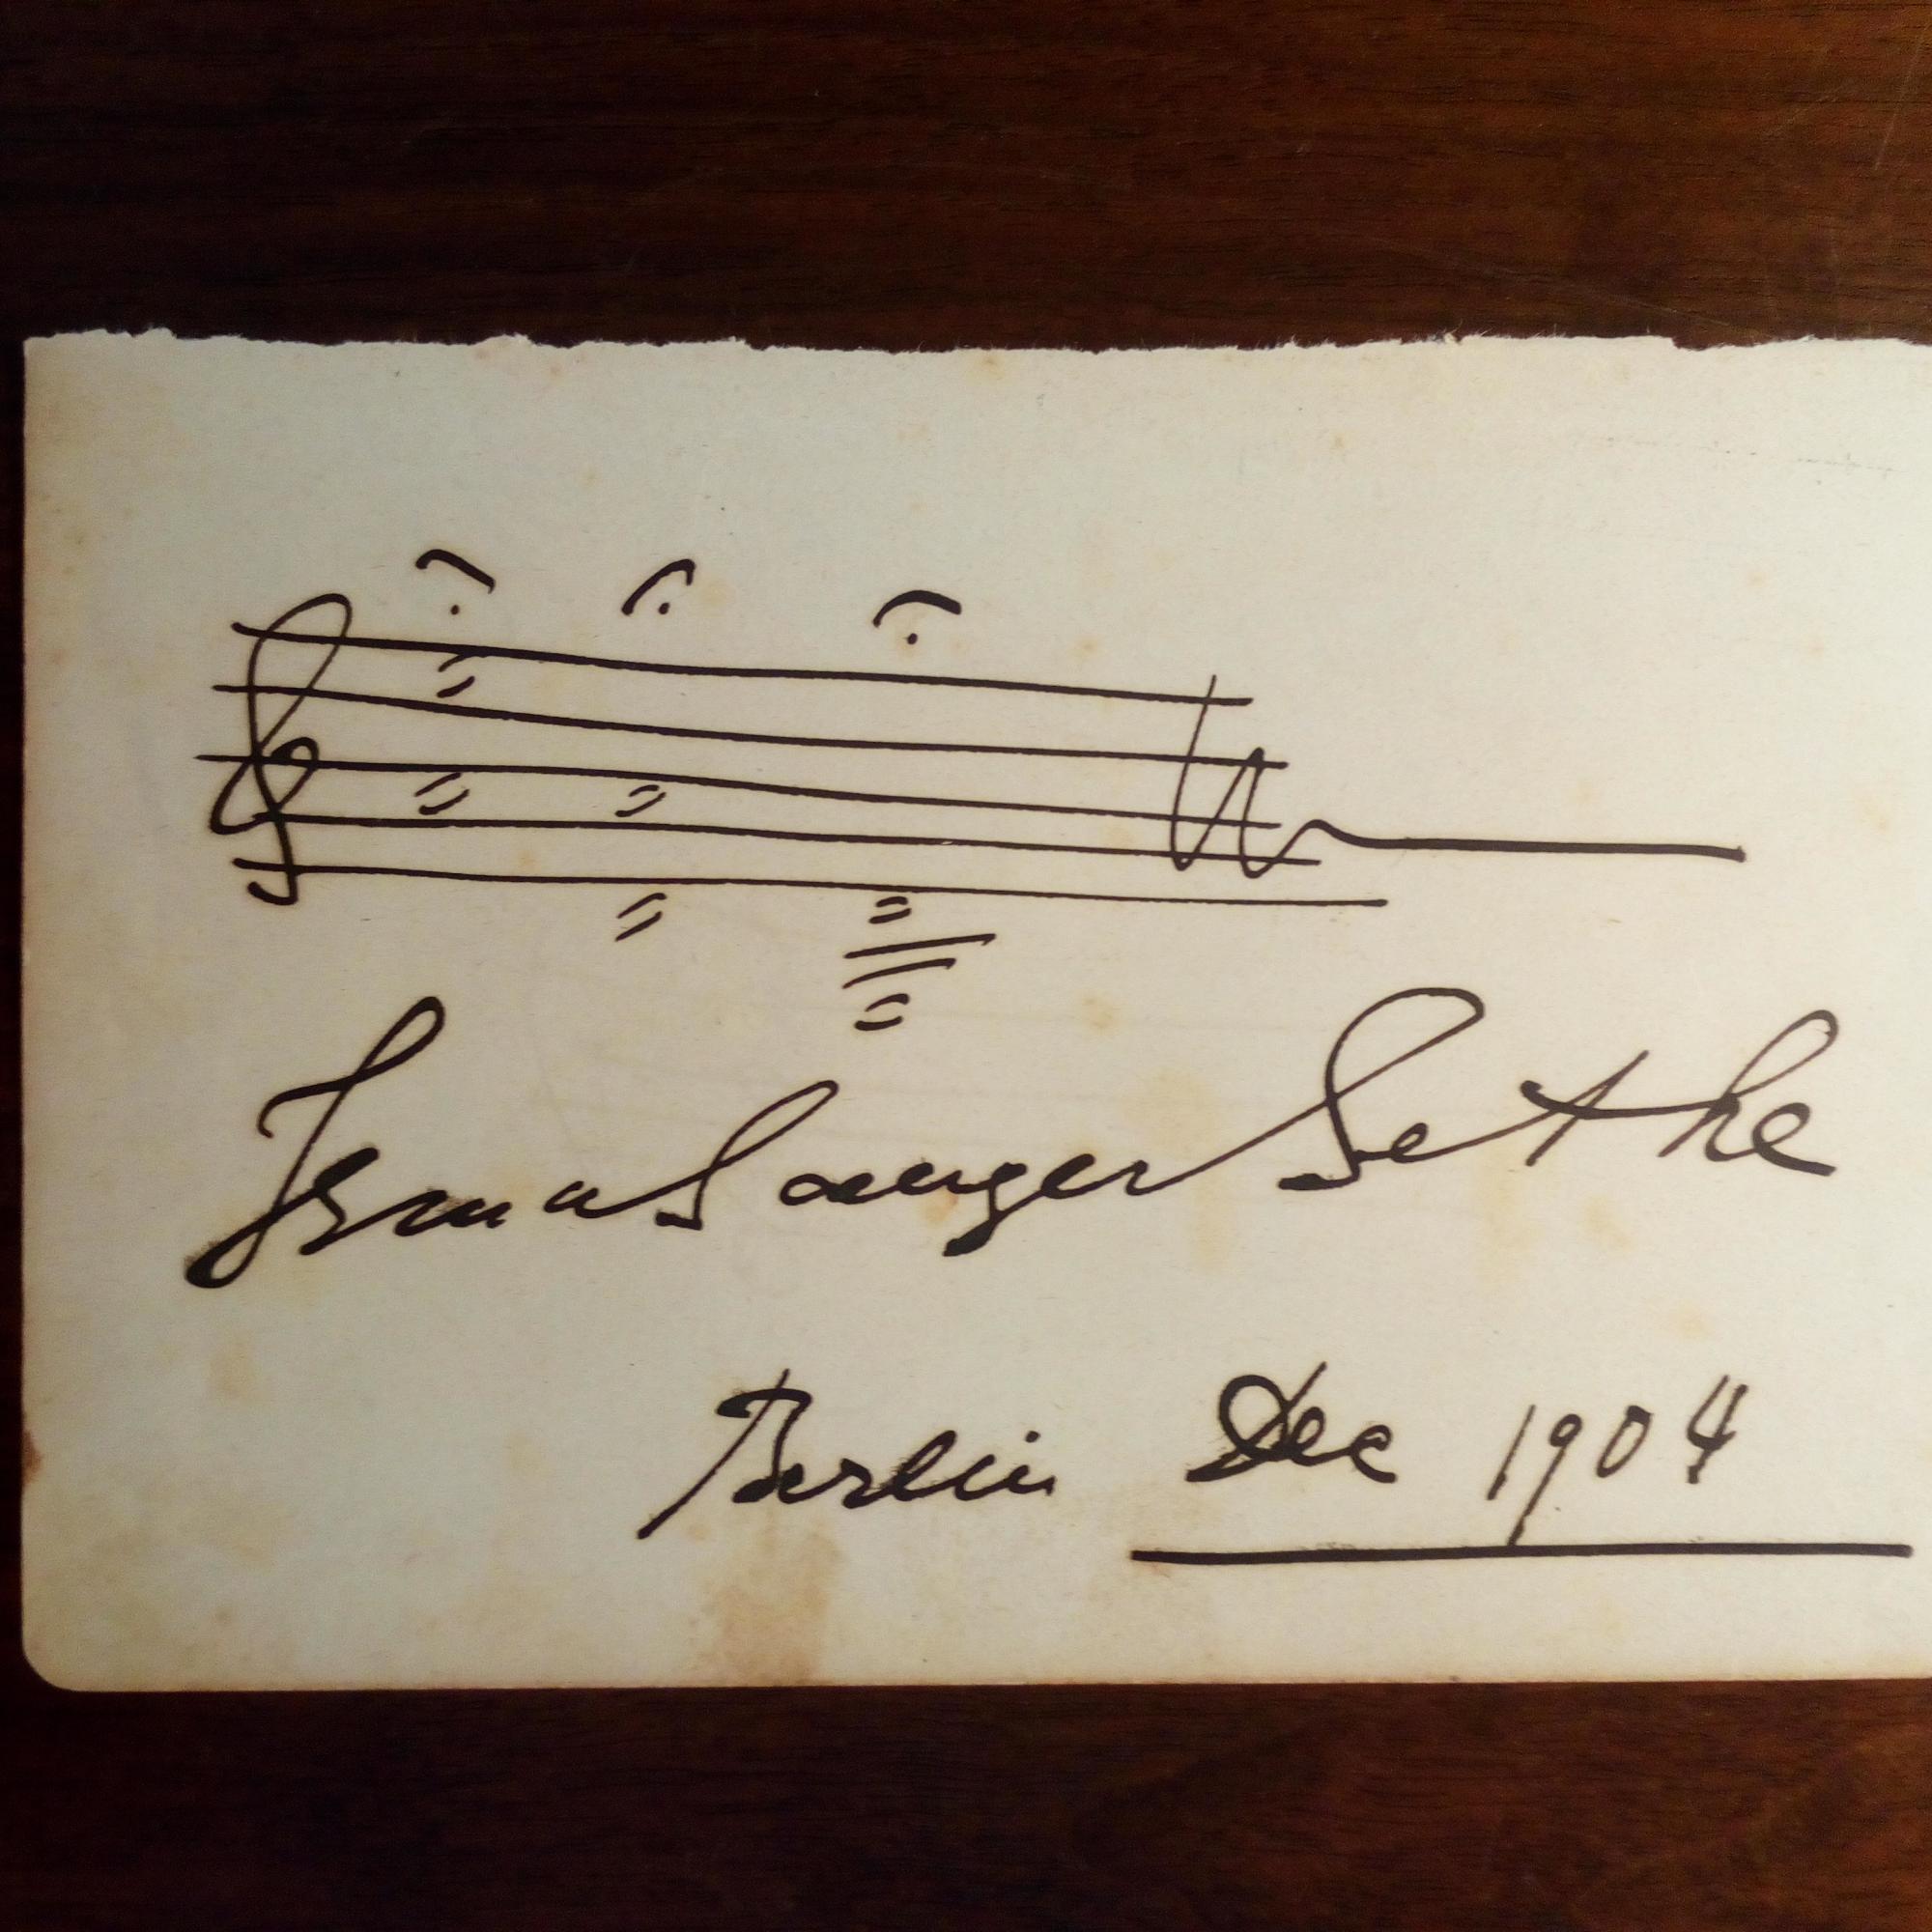 Irma Saenger Sethe
Berlin Dec 1904